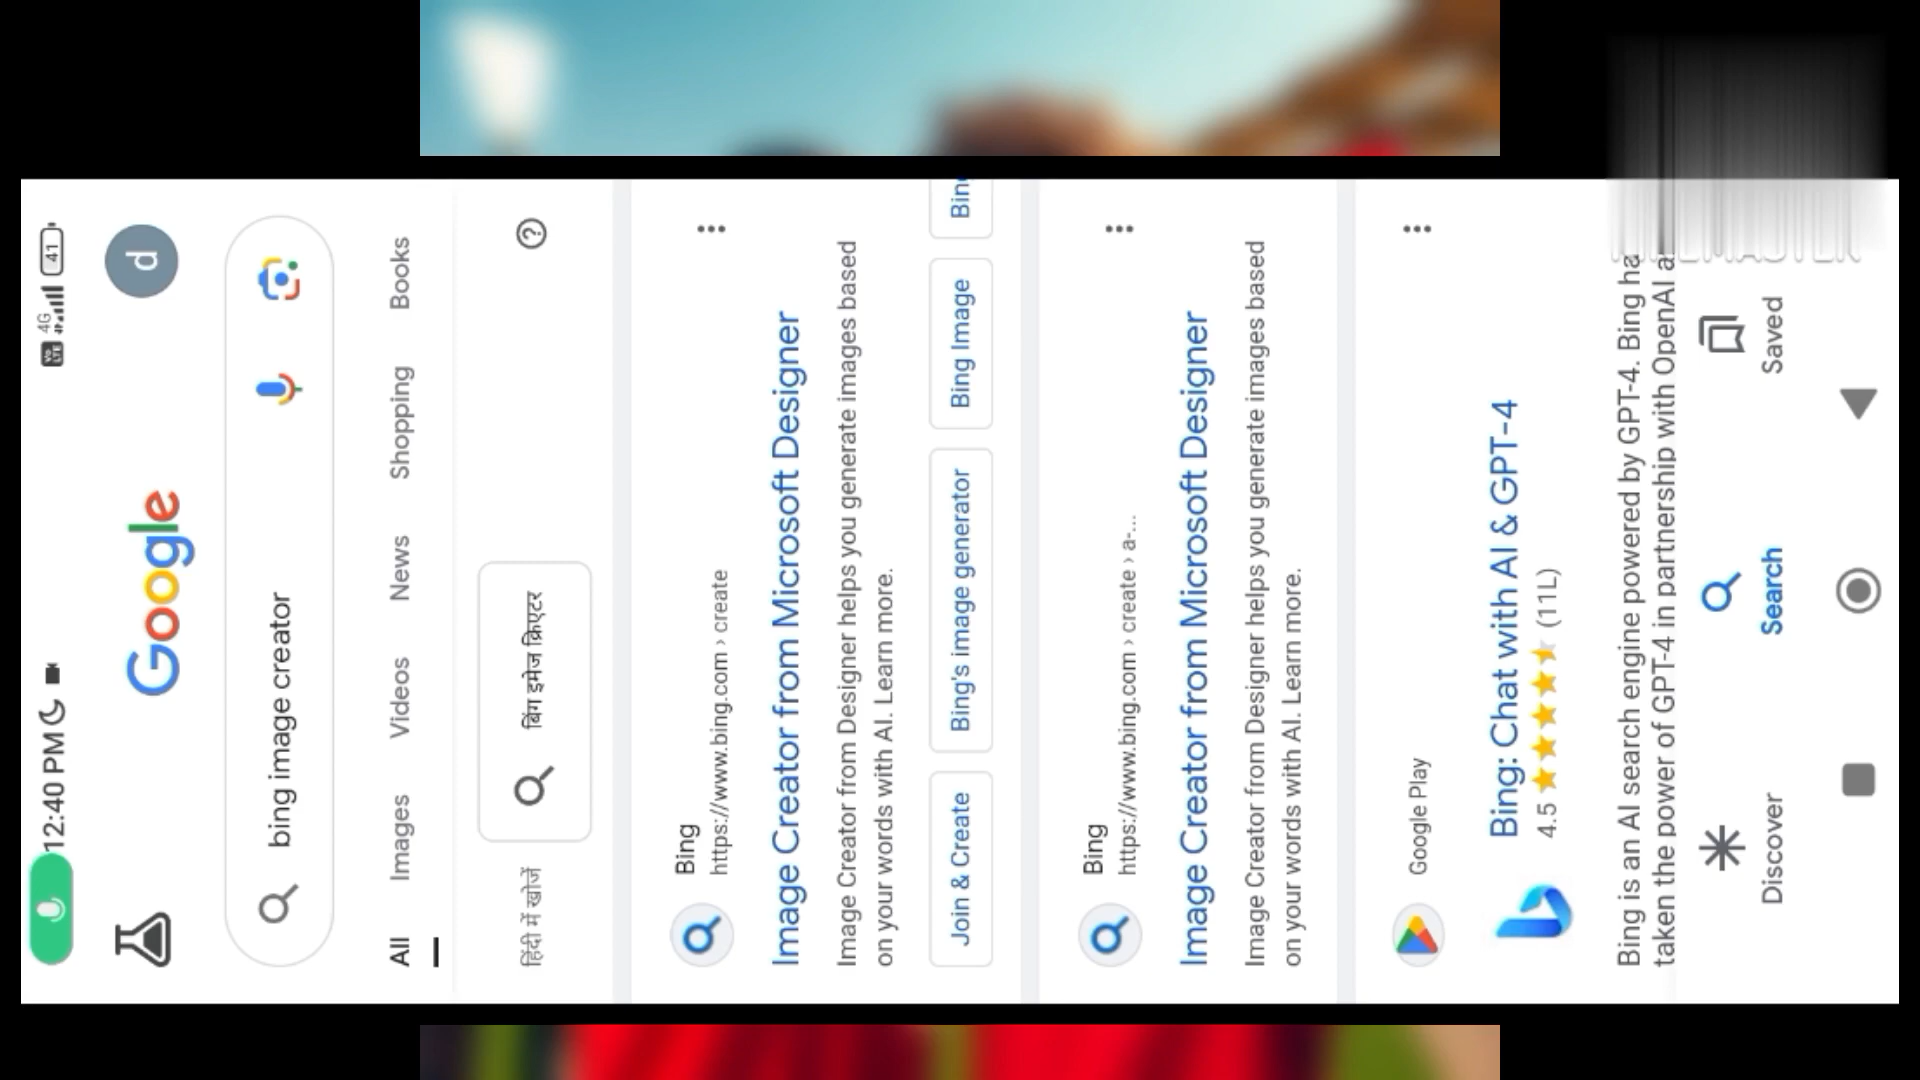 12:40 PM
4G
Vo LTE
41
Google
d
bing image creator
All Images Videos News Shopping Books
हिंदी में खोजें
बिंग इमेज क्रिएटर
Bing
https://www.bing.com › create
Image Creator from Microsoft Designer
Image Creator from Designer helps you generate images based
on your words with AI. Learn more.
Join & Create
Bing's image generator
Bing Image
Bin
Bing
https://www.bing.com › create › a-...
Image Creator from Microsoft Designer
Image Creator from Designer helps you generate images based
on your words with AI. Learn more.
Google Play
Bing: Chat with AI & GPT-4
4.5 (11L)
Bing is an AI search engine powered by GPT-4. Bing ha
taken the power of GPT-4 in partnership with OpenAI a
Discover
Search
Saved